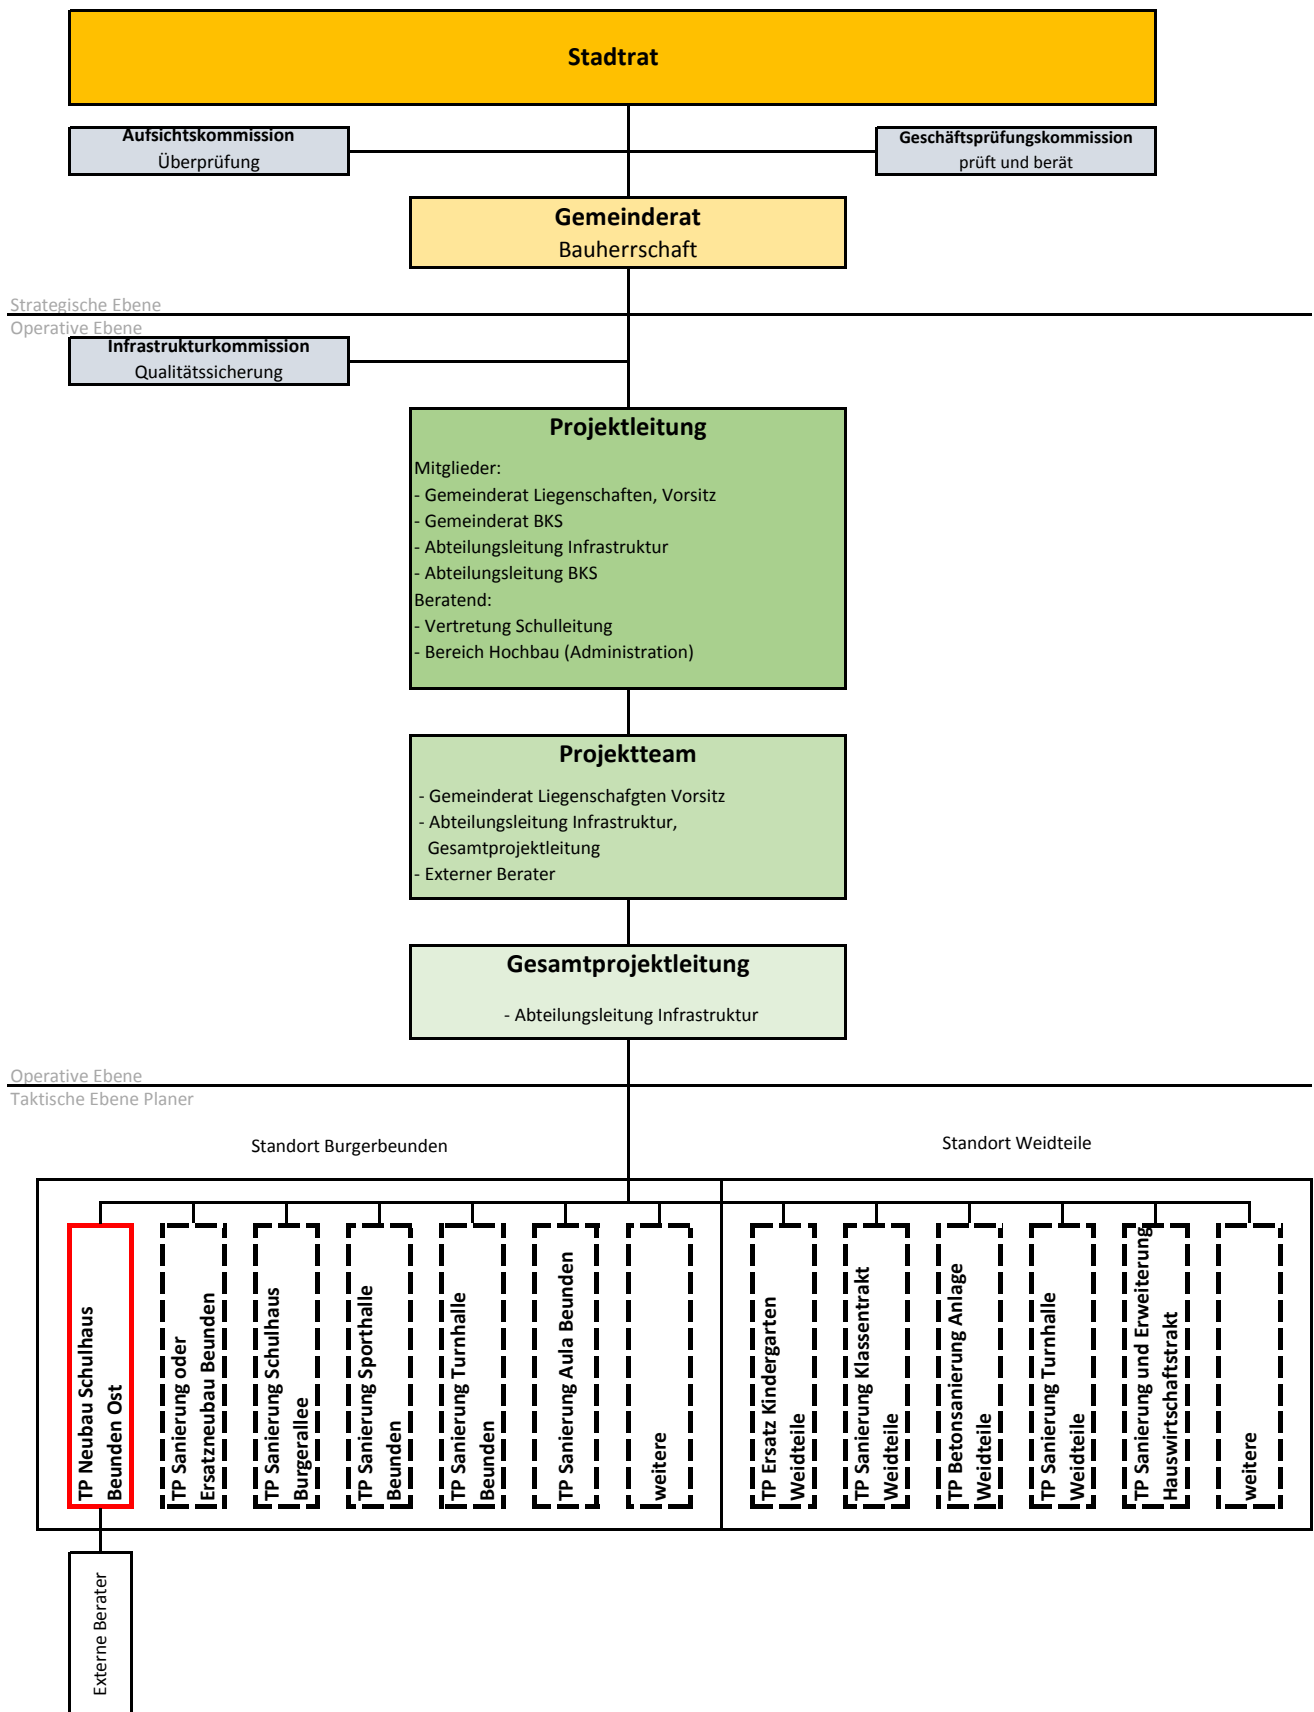 Stadtrat
Aufsichtskommission
Überprüfung
Geschäftsprüfungskommission
prüft und berät
Gemeinderat
Bauherrschaft
Strategische Ebene
Operative Ebene
Infrastrukturkommission
Qualitätssicherung
Projektleitung
Mitglieder:
- Gemeinderat Liegenschaften, Vorsitz
- Gemeinderat BKS
- Abteilungsleitung Infrastruktur
- Abteilungsleitung BKS
Beratend:
- Vertretung Schulleitung
- Bereich Hochbau (Administration)
Projektteam
- Gemeinderat Liegenschafgten Vorsitz
- Abteilungsleitung Infrastruktur,
Gesamtprojektleitung
- Externer Berater
Gesamtprojektleitung
- Abteilungsleitung Infrastruktur
Operative Ebene
Taktische Ebene Planer
Standort Burgerbeunden
Standort Weidteile
TP Neubau Schulhaus
Beunden Ost
TP Sanierung oder
Ersatzneubau Beunden
TP Sanierung Schulhaus
Burgerallee
TP Sanierung Sporthalle
Beunden
TP Sanierung Turnhalle
Beunden
TP Sanierung Aula Beunden
weitere
TP Ersatz Kindergarten
Weidteile
TP Sanierung Klassentrakt
Weidteile
TP Betonsanierung Anlage
Weidteile
TP Sanierung Turnhalle
Weidteile
TP Sanierung und Erweiterung
Hauswirtschaftstrakt
weitere
Externe Berater